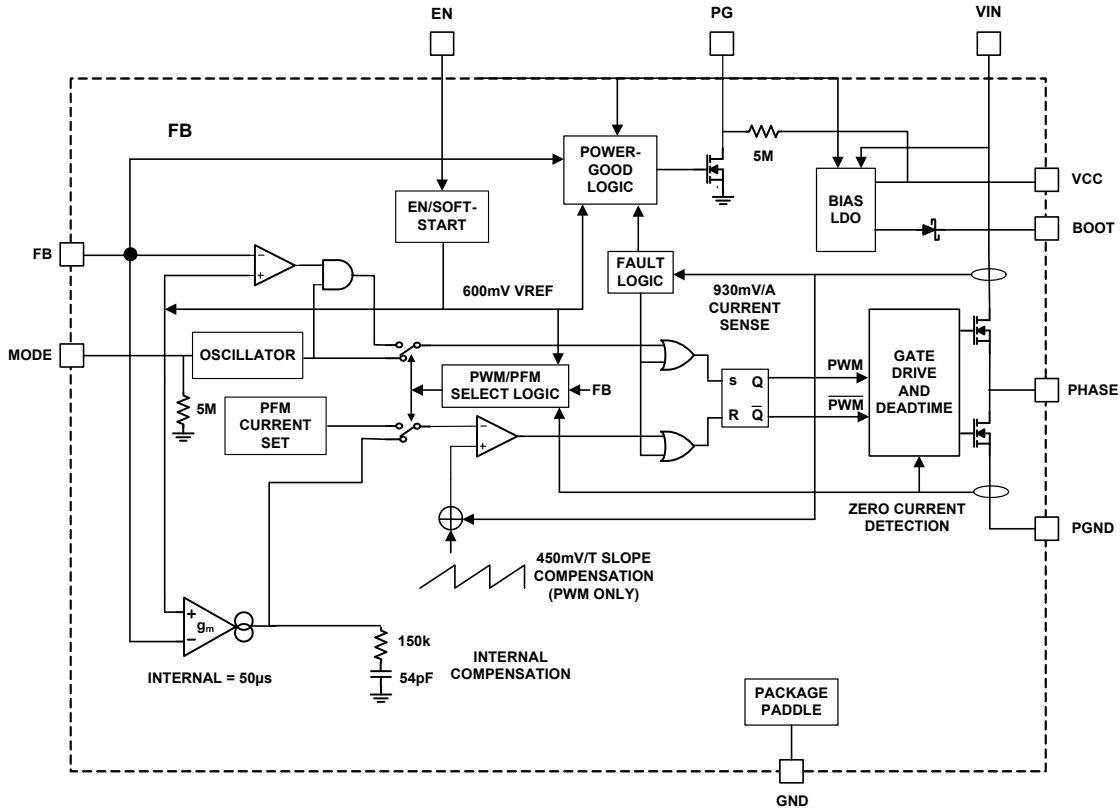 EN
PG
VIN
FB
POWER-
GOOD
LOGIC
5M
BIAS
LDO
VCC
BOOT
EN/SOFT-
START
FB
−
+
FAULT
LOGIC
600mV VREF
930mV/A
CURRENT
SENSE
MODE
OSCILLATOR
5M
PFM
CURRENT
SET
PWM/PFM
SELECT LOGIC
FB
−
+
S Q
R Q
PWM
PWM
GATE
DRIVE
AND
DEADTIME
PHASE
ZERO CURRENT
DETECTION
PGND
450mV/T SLOPE
COMPENSATION
(PWM ONLY)
+
gm
−
150k
54pF
INTERNAL = 50µs
INTERNAL
COMPENSATION
PACKAGE
PADDLE
GND